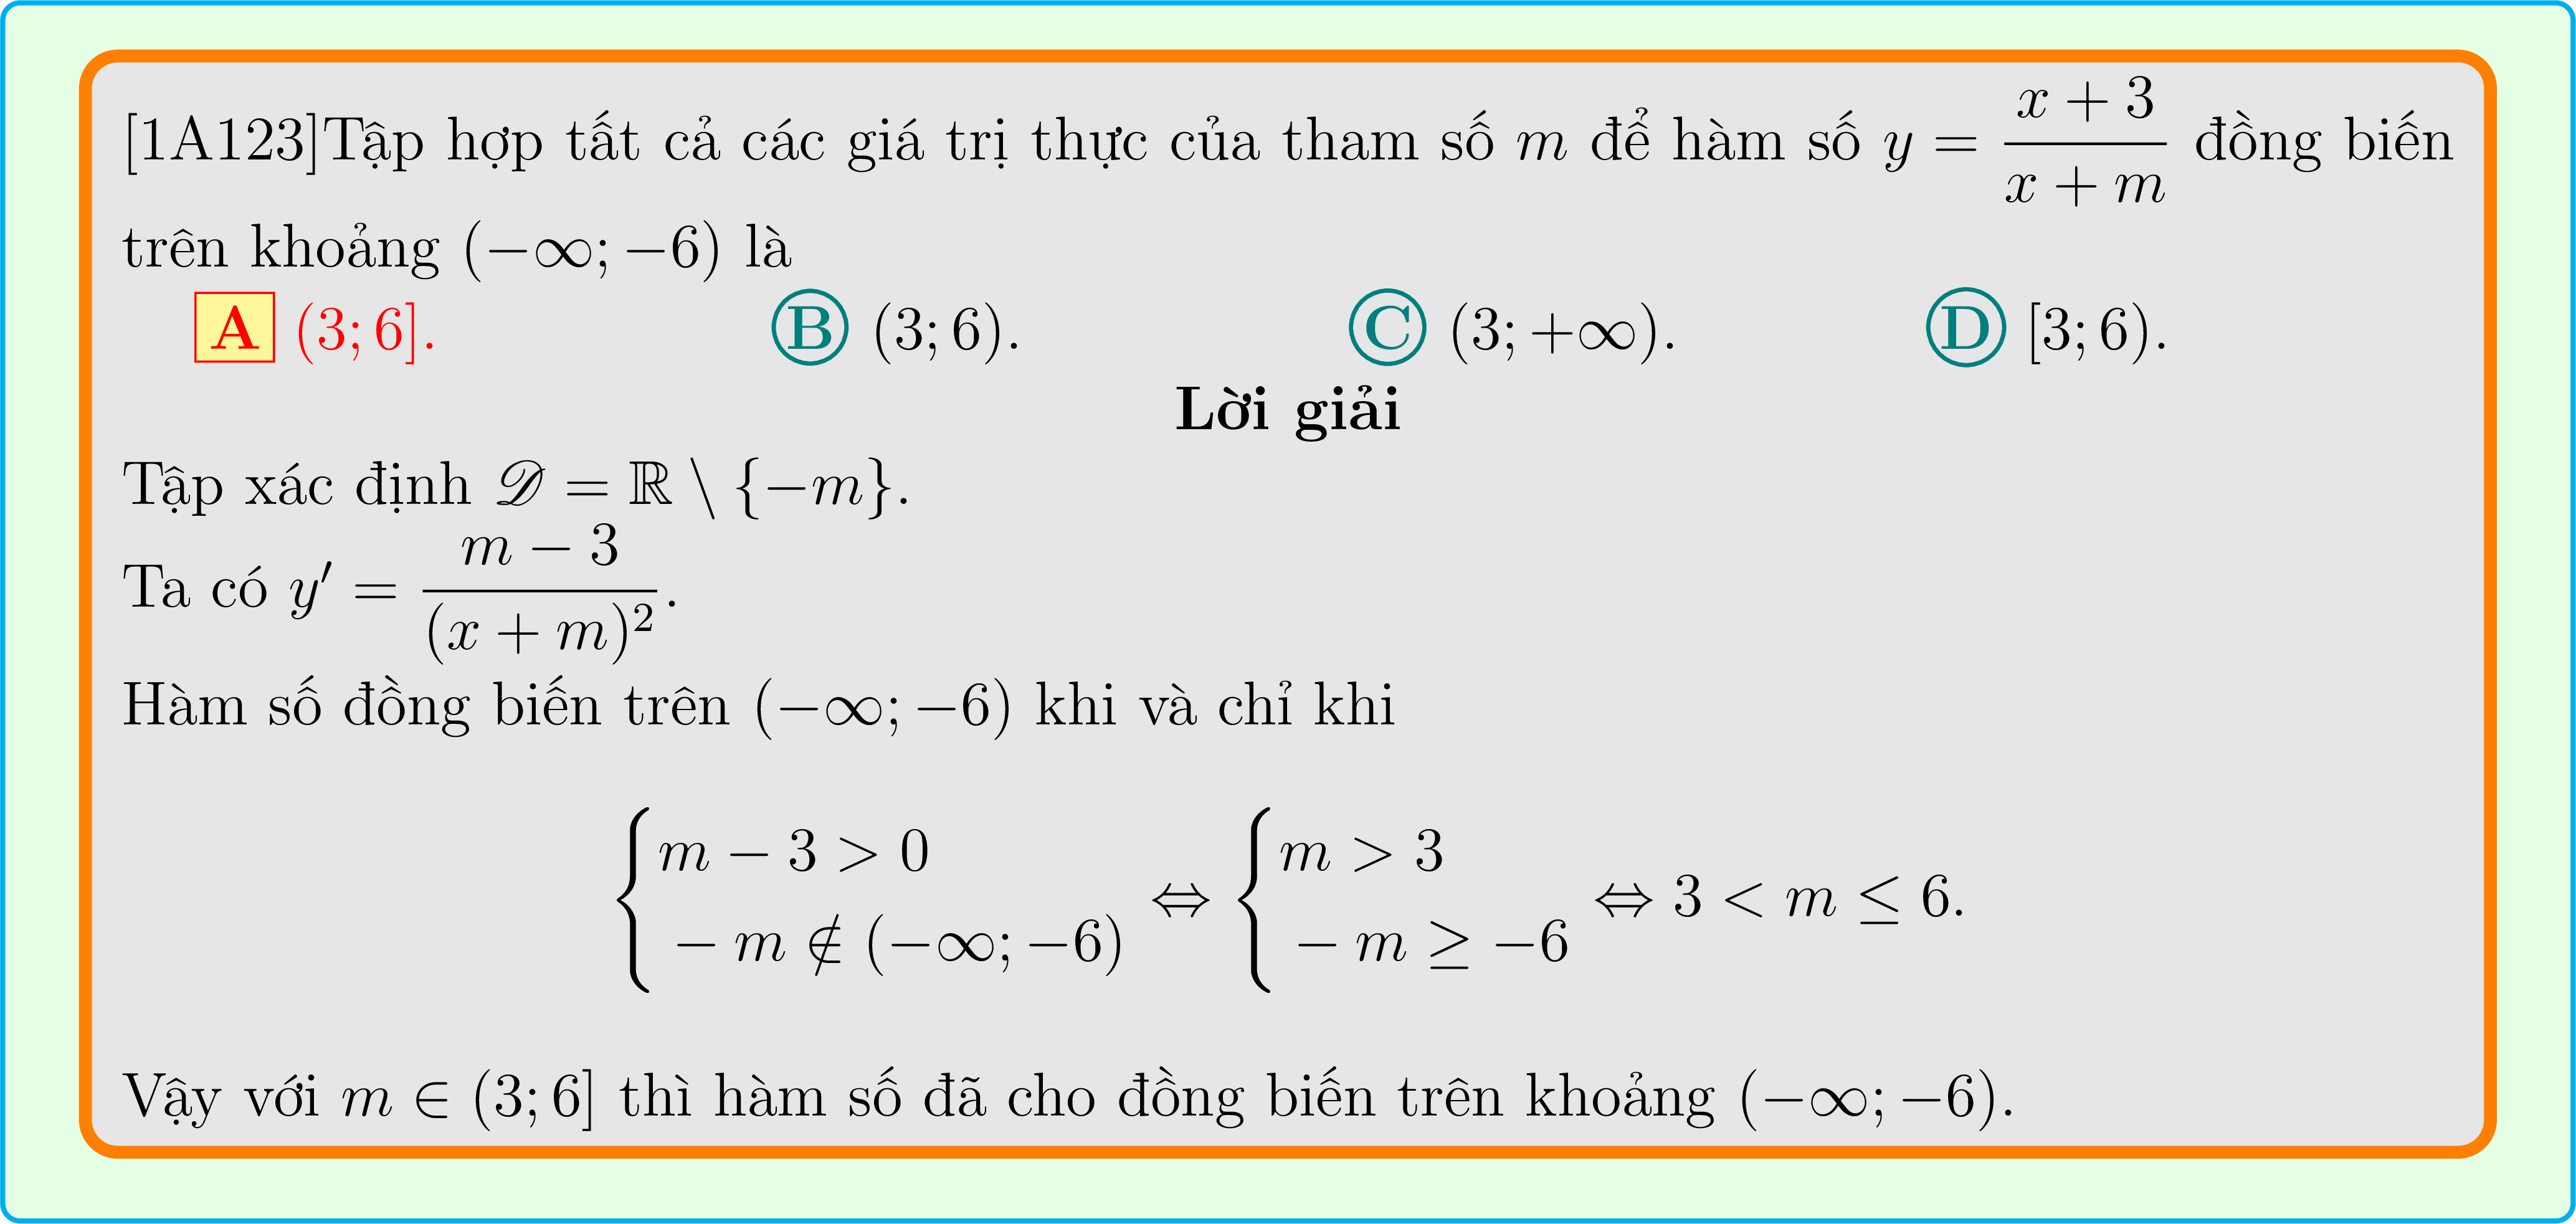 [1A123]Tập hợp tất cả các giá trị thực của tham số $m$ để hàm số $y = \dfrac{x+3}{x+m}$ đồng biến
trên khoảng $(-\infty; -6)$ là
A (3; 6]. B (3; 6). C (3; +∞). D [3; 6).
Lời giải
Tập xác định $\mathscr{D} = \mathbb{R} \setminus \{-m\}$.
Ta có $y' = \dfrac{m-3}{(x+m)^2}$.
Hàm số đồng biến trên $(-\infty; -6)$ khi và chỉ khi
$\begin{cases} m - 3 > 0 \\ -m \notin (-\infty; -6) \end{cases} \Leftrightarrow \begin{cases} m > 3 \\ -m \geq -6 \end{cases} \Leftrightarrow 3 < m \leq 6.$
Vậy với $m \in (3; 6]$ thì hàm số đã cho đồng biến trên khoảng $(-\infty; -6)$.